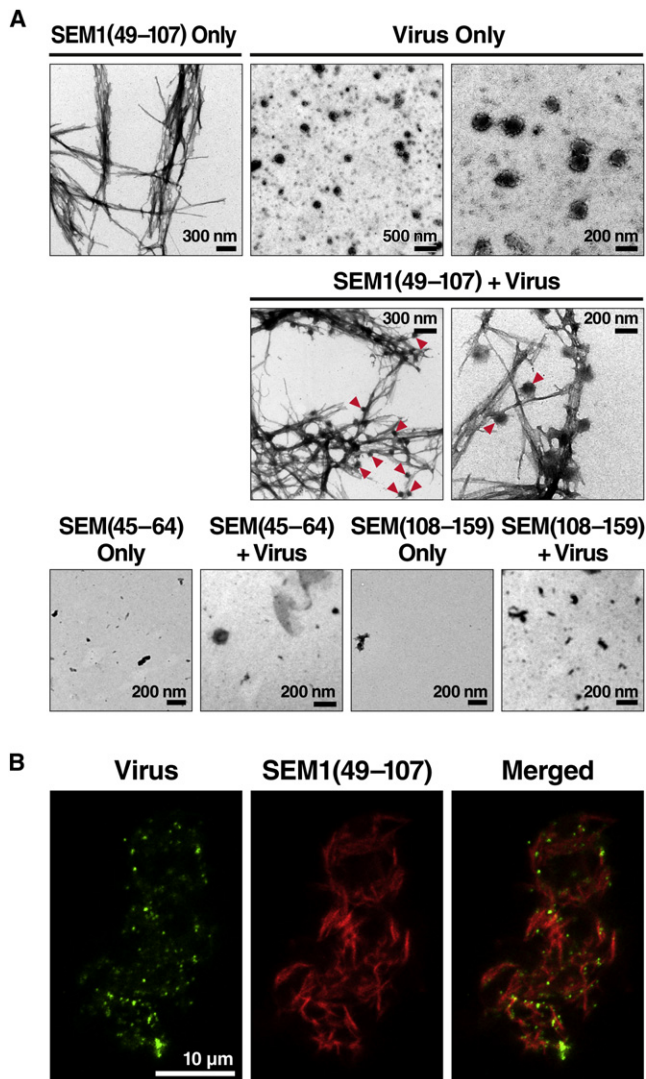 A
SEM1(49–107) Only
Virus Only
300 nm
500 nm
200 nm
SEM1(49–107) + Virus
300 nm
200 nm
SEM(45–64)
Only
SEM(45–64)
+ Virus
SEM(108–159)
Only
SEM(108–159)
+ Virus
200 nm
200 nm
200 nm
200 nm
B
Virus
SEM1(49–107)
Merged
10 μm